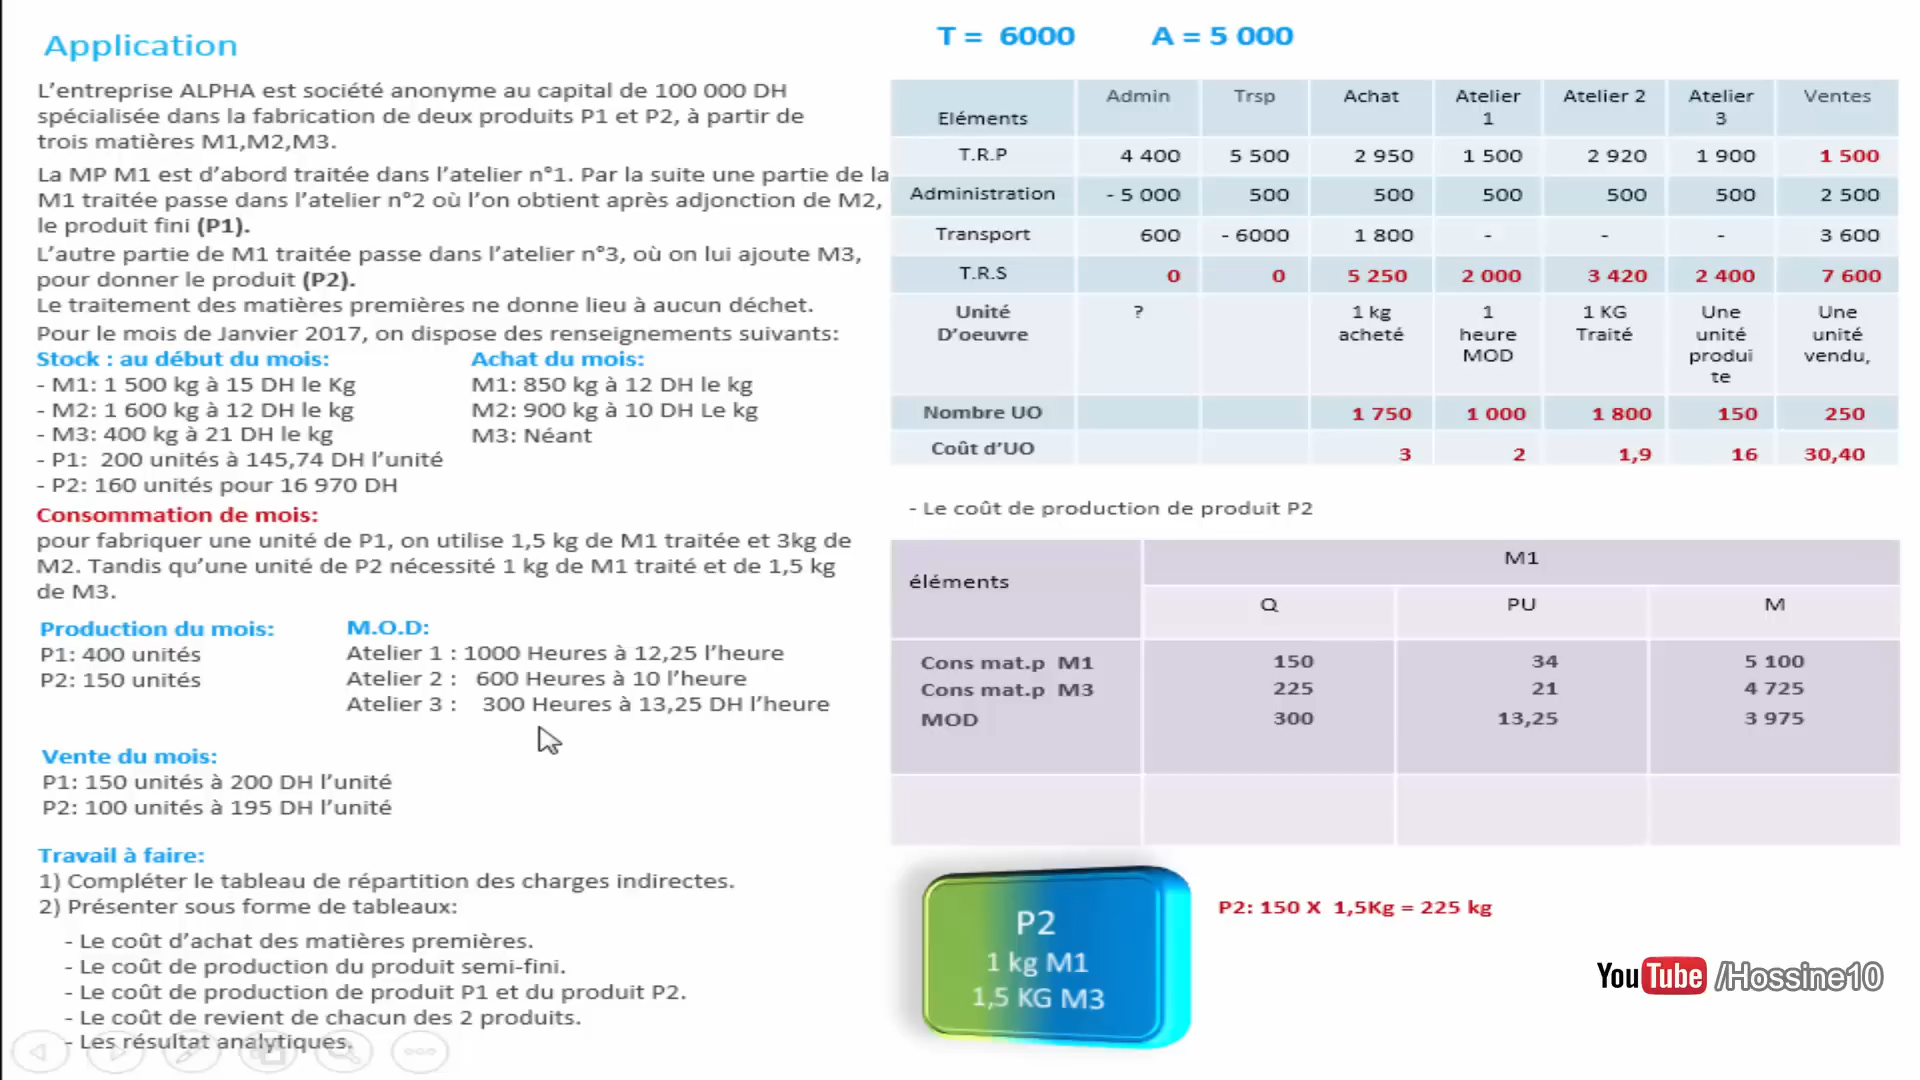 Application
L'entreprise ALPHA est société anonyme au capital de 100 000 DH
spécialisée dans la fabrication de deux produits P1 et P2, à partir de
trois matières M1,M2,M3.
La MP M1 est d'abord traitée dans l'atelier n°1. Par la suite une partie de la
M1 traitée passe dans l'atelier n°2 où l'on obtient après adjonction de M2,
le produit fini (P1).
L'autre partie de M1 traitée passe dans l'atelier n°3, où on lui ajoute M3,
pour donner le produit (P2).
Le traitement des matières premières ne donne lieu à aucun déchet.
Pour le mois de Janvier 2017, on dispose des renseignements suivants:
Stock : au début du mois:
- M1: 1 500 kg à 15 DH le Kg
- M2: 1 600 kg à 12 DH le kg
- M3: 400 kg à 21 DH le kg
- P1: 200 unités à 145,74 DH l'unité
- P2: 160 unités pour 16 970 DH
Achat du mois:
M1: 850 kg à 12 DH le kg
M2: 900 kg à 10 DH Le kg
M3: Néant
Consommation de mois:
pour fabriquer une unité de P1, on utilise 1,5 kg de M1 traitée et 3kg de
M2. Tandis qu'une unité de P2 nécessité 1 kg de M1 traité et de 1,5 kg
de M3.
Production du mois:
P1: 400 unités
P2: 150 unités
M.O.D:
Atelier 1 : 1000 Heures à 12,25 l'heure
Atelier 2 : 600 Heures à 10 l'heure
Atelier 3 : 300 Heures à 13,25 DH l'heure
Vente du mois:
P1: 150 unités à 200 DH l'unité
P2: 100 unités à 195 DH l'unité
Travail à faire:
1) Compléter le tableau de répartition des charges indirectes.
2) Présenter sous forme de tableaux:
- Le coût d'achat des matières premières.
- Le coût de production du produit semi-fini.
- Le coût de production de produit P1 et du produit P2.
- Le coût de revient de chacun des 2 produits.
- Les résultat analytiques.
T = 6000 A = 5 000
Eléments Admin Trsp Achat Atelier 1 Atelier 2 Atelier 3 Ventes
T.R.P 4 400 5 500 2 950 1 500 2 920 1 900 1 500
Administration - 5 000 500 500 500 500 500 2 500
Transport 600 - 6000 1 800 - - - 3 600
T.R.S 0 0 5 250 2 000 3 420 2 400 7 600
Unité D'oeuvre ? 1 kg acheté 1 heure MOD 1 KG Traité Une unité produi te Une unité vendu,
Nombre UO 1 750 1 000 1 800 150 250
Coût d'UO 3 2 1,9 16 30,40
- Le coût de production de produit P2
éléments M1
Q PU M
Cons mat.p M1 150 34 5 100
Cons mat.p M3 225 21 4 725
MOD 300 13,25 3 975
P2
1 kg M1
1,5 KG M3
P2: 150 X 1,5Kg = 225 kg
YouTube /Hossine10